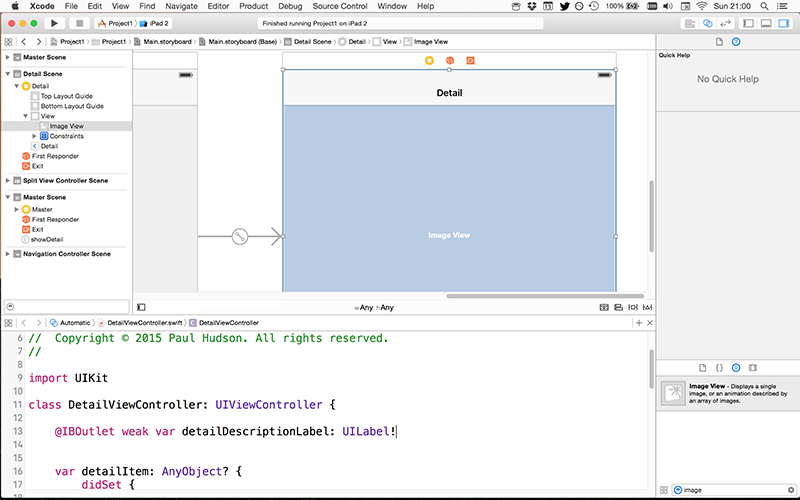 Xcode File Edit View Find Navigate Editor Product Debug Source Control Window Help 100% Sun 21:00
Project1 iPad 2 Finished running Project1 on iPad 2
Project1 Project1 Main.storyboard Main.storyboard (Base) Detail Scene Detail View Image View
Master Scene
Detail Scene
Detail
Top Layout Guide
Bottom Layout Guide
View
Image View
Constraints
Detail
First Responder
Exit
Split View Controller Scene
Master Scene
Master
First Responder
Exit
showDetail
Navigation Controller Scene
Detail
Image View
wAny hAny
Quick Help
No Quick Help
Automatic DetailViewController.swift C DetailViewController
6 // Copyright © 2015 Paul Hudson. All rights reserved.
7 //
8
9 import UIKit
10
11 class DetailViewController: UIViewController {
12
13 @IBOutlet weak var detailDescriptionLabel: UILabel!
14
15
16 var detailItem: AnyObject? {
17 didSet {
Image View - Displays a single
image, or an animation described by
an array of images.
image